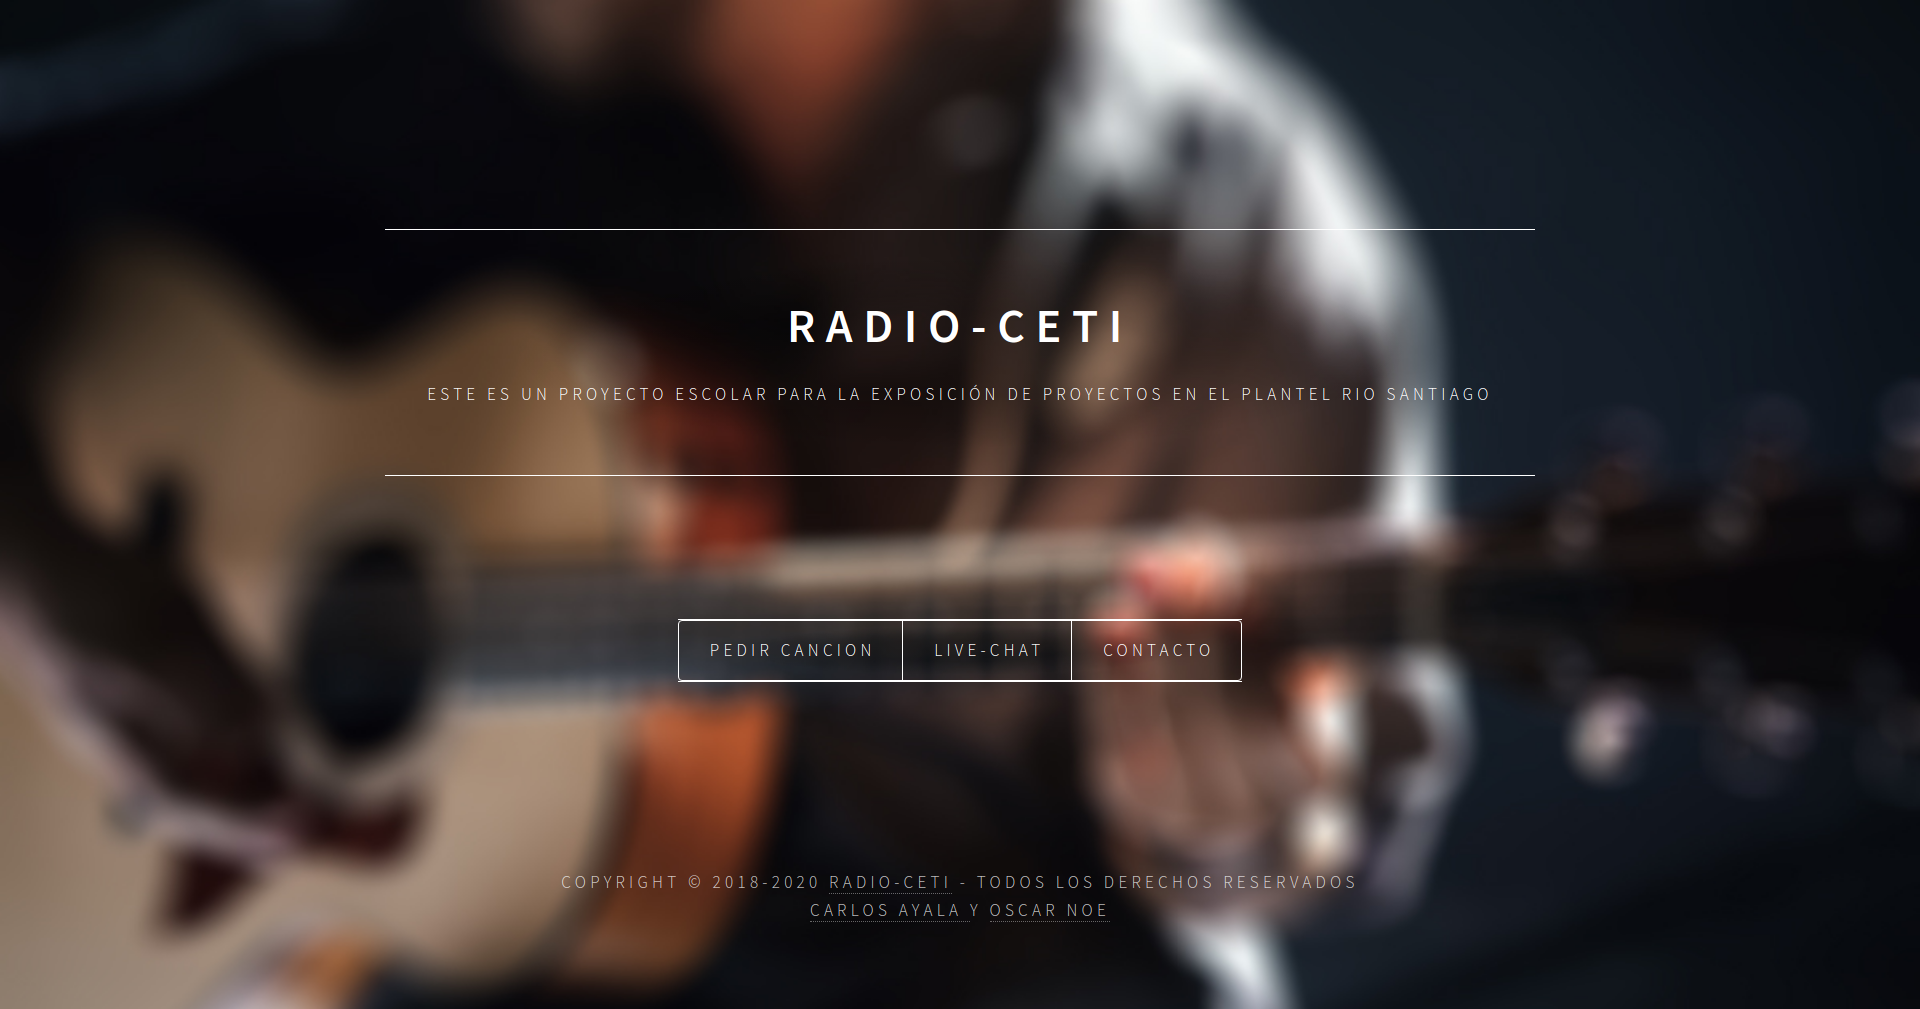 RADIO-CETI
ESTE ES UN PROYECTO ESCOLAR PARA LA EXPOSICIÓN DE PROYECTOS EN EL PLANTEL RIO SANTIAGO
PEDIR CANCION LIVE-CHAT CONTACTO
COPYRIGHT © 2018-2020 RADIO-CETI - TODOS LOS DERECHOS RESERVADOS
CARLOS AYALA Y OSCAR NOE